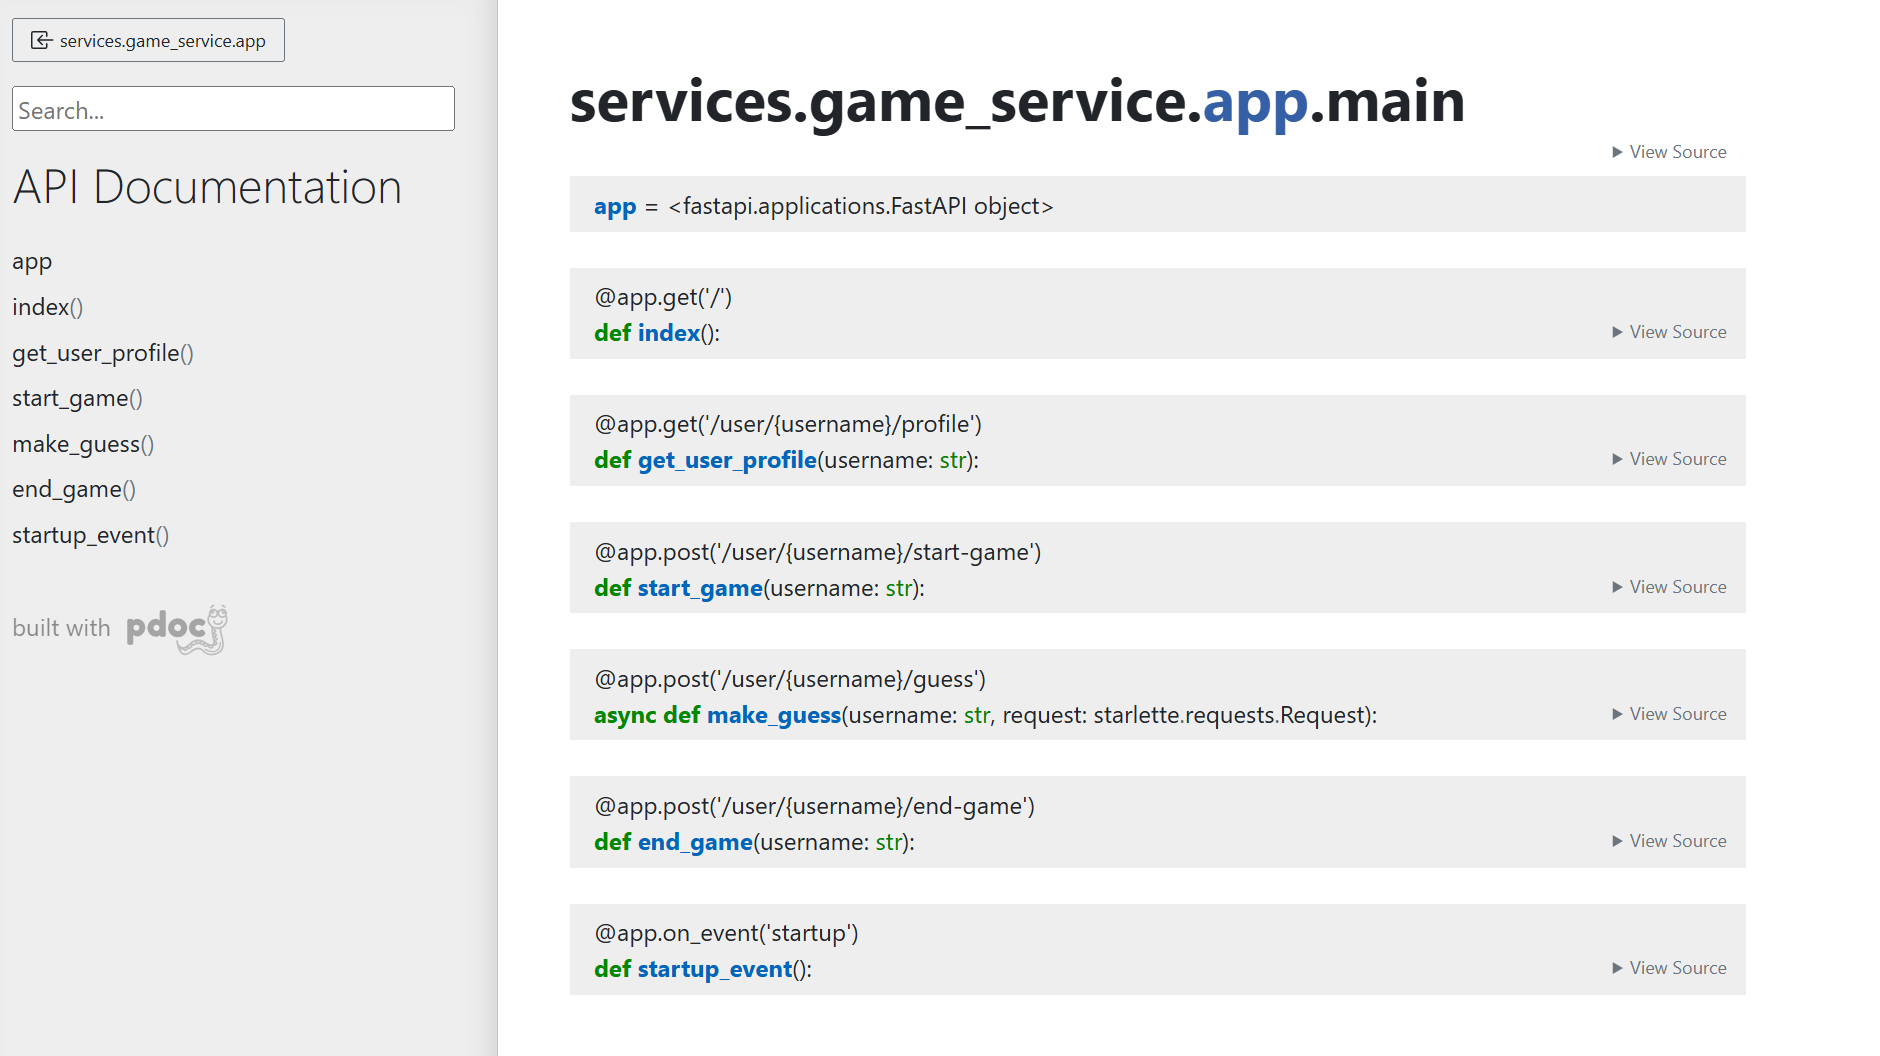 services.game_service.app
Search...
API Documentation
app
index()
get_user_profile()
start_game()
make_guess()
end_game()
startup_event()
built with pdoc
services.game_service.app.main
View Source
app = <fastapi.applications.FastAPI object>
@app.get('/')
def index():
View Source
@app.get('/user/{username}/profile')
def get_user_profile(username: str):
View Source
@app.post('/user/{username}/start-game')
def start_game(username: str):
View Source
@app.post('/user/{username}/guess')
async def make_guess(username: str, request: starlette.requests.Request):
View Source
@app.post('/user/{username}/end-game')
def end_game(username: str):
View Source
@app.on_event('startup')
def startup_event():
View Source